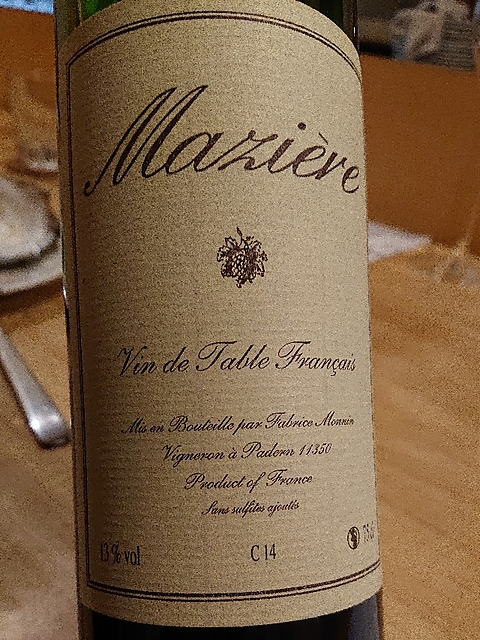 Mazière
Vin de Table Français
Mis en Bouteille par Fabrice Monnin
Vigneron à Padern 11350
Product of France
Sans sulfites ajoutés
13% vol
C 14
75 cl